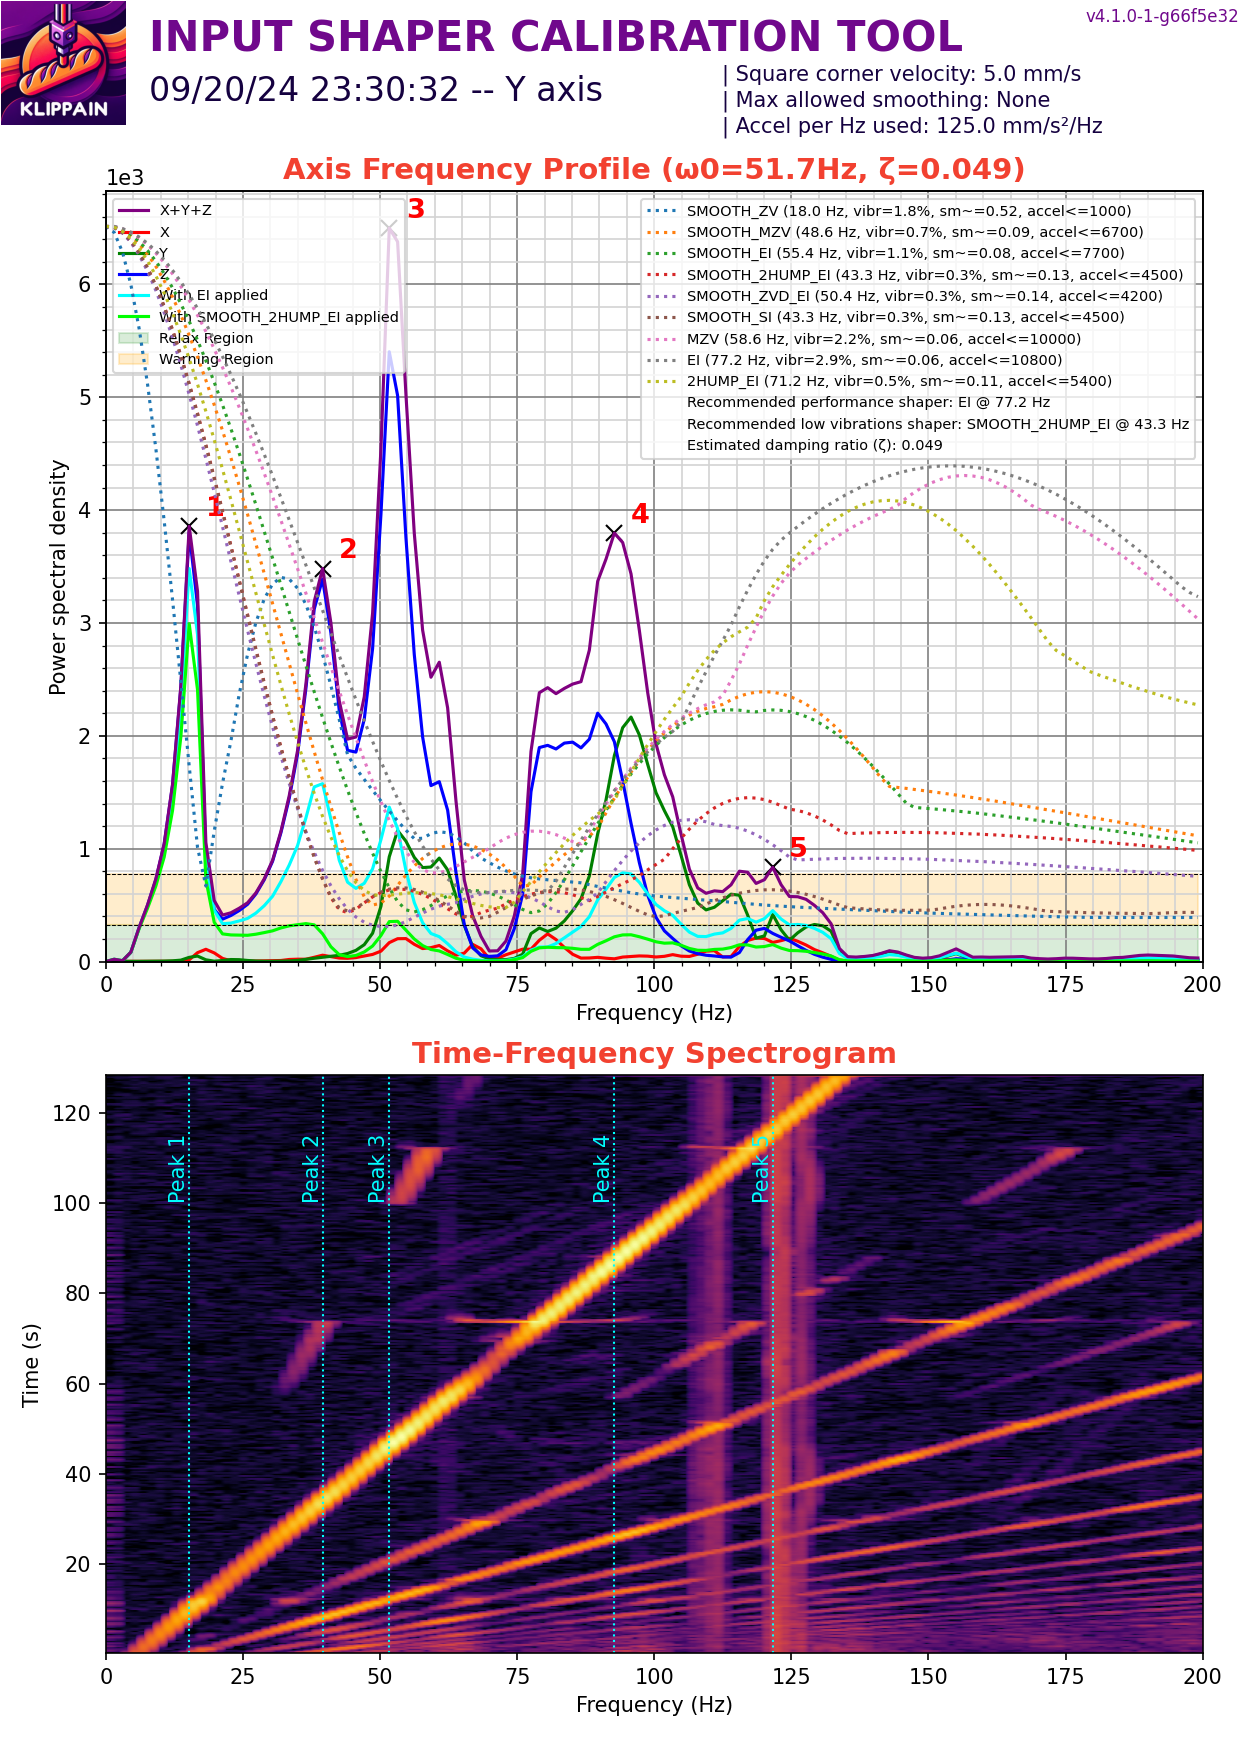 v4.1.0-1-g66f5e32
INPUT SHAPER CALIBRATION TOOL
09/20/24 23:30:32 -- Y axis
| Square corner velocity: 5.0 mm/s
| Max allowed smoothing: None
| Accel per Hz used: 125.0 mm/s²/Hz
KLIPPAIN
Axis Frequency Profile (ω0=51.7Hz, ζ=0.049)
1e3
X+Y+Z
X
Y
Z
With EI applied
With SMOOTH_2HUMP_EI applied
Relax Region
Warning Region
SMOOTH_ZV (18.0 Hz, vibr=1.8%, sm~=0.52, accel<=1000)
SMOOTH_MZV (48.6 Hz, vibr=0.7%, sm~=0.09, accel<=6700)
SMOOTH_EI (55.4 Hz, vibr=1.1%, sm~=0.08, accel<=7700)
SMOOTH_2HUMP_EI (43.3 Hz, vibr=0.3%, sm~=0.13, accel<=4500)
SMOOTH_ZVD_EI (50.4 Hz, vibr=0.3%, sm~=0.14, accel<=4200)
SMOOTH_SI (43.3 Hz, vibr=0.3%, sm~=0.13, accel<=4500)
MZV (58.6 Hz, vibr=2.2%, sm~=0.06, accel<=10000)
EI (77.2 Hz, vibr=2.9%, sm~=0.06, accel<=10800)
2HUMP_EI (71.2 Hz, vibr=0.5%, sm~=0.11, accel<=5400)
Recommended performance shaper: EI @ 77.2 Hz
Recommended low vibrations shaper: SMOOTH_2HUMP_EI @ 43.3 Hz
Estimated damping ratio (ζ): 0.049
1
2
3
4
5
Power spectral density
6
5
4
3
2
1
0
0 25 50 75 100 125 150 175 200
Frequency (Hz)
Time-Frequency Spectrogram
Time (s)
120
100
80
60
40
20
Peak 1
Peak 2
Peak 3
Peak 4
Peak 5
0 25 50 75 100 125 150 175 200
Frequency (Hz)